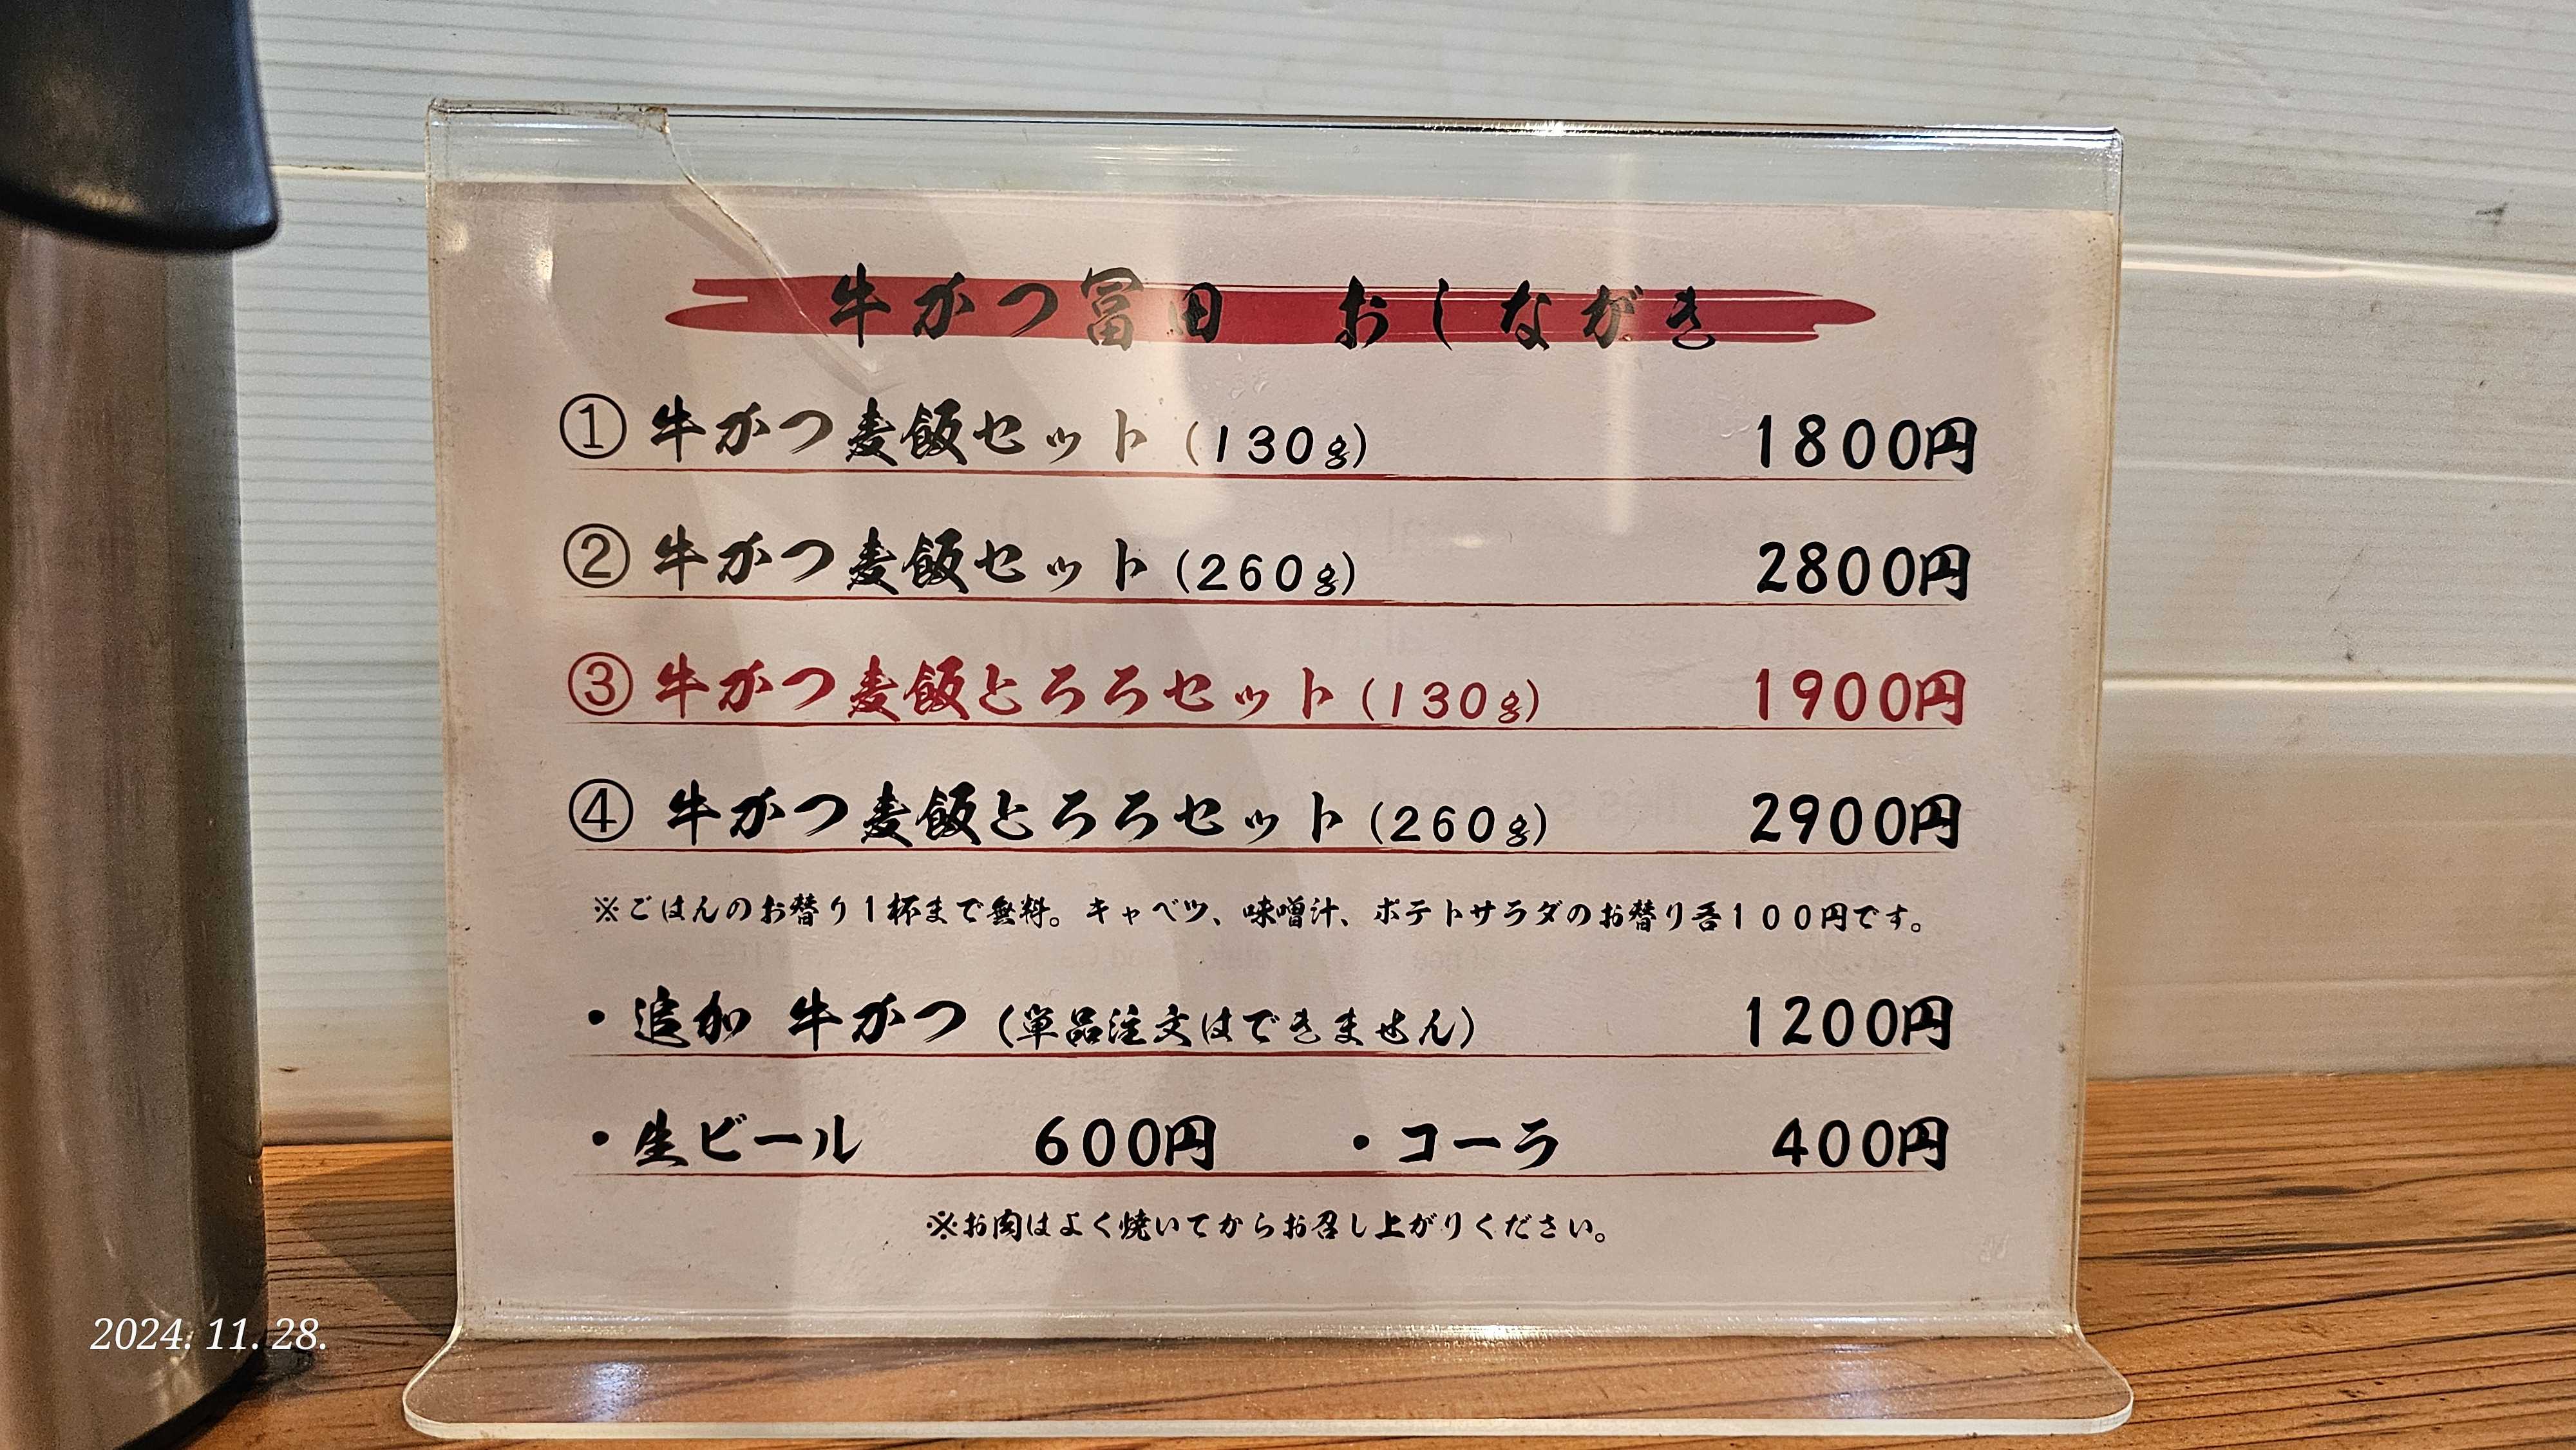 牛かつ冨田 おしながき
① 牛かつ麦飯セット(130g) 1800円
② 牛かつ麦飯セット(260g) 2800円
③ 牛かつ麦飯とろろセット(130g) 1900円
④ 牛かつ麦飯とろろセット(260g) 2900円
※ごはんのお替り1杯まで無料。キャベツ、味噌汁、ポテトサラダのお替り各100円です。
・追加 牛かつ (単品注文はできません) 1200円
・生ビール 600円 ・コーラ 400円
※お肉はよく焼いてからお召し上がりください。
2024. 11. 28.